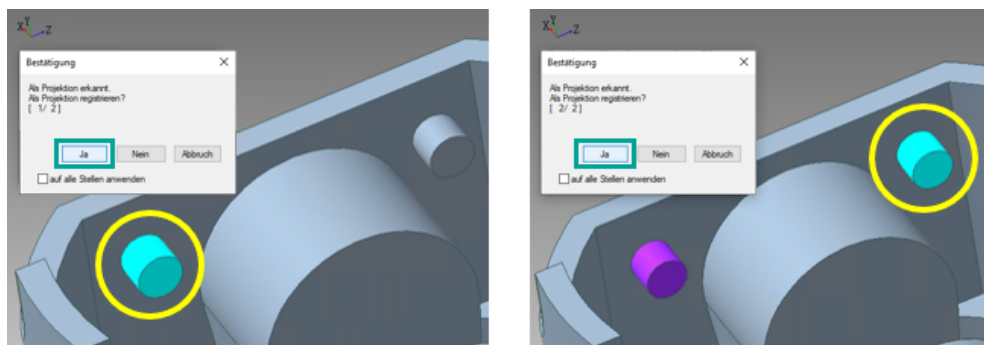 X Y Z
Bestätigung
Als Projektion erkannt.
Als Projektion registrieren?
[ 1/ 2]
Ja Nein Abbruch
auf alle Stellen anwenden
X Y Z
Bestätigung
Als Projektion erkannt.
Als Projektion registrieren?
[ 2/ 2]
Ja Nein Abbruch
auf alle Stellen anwenden